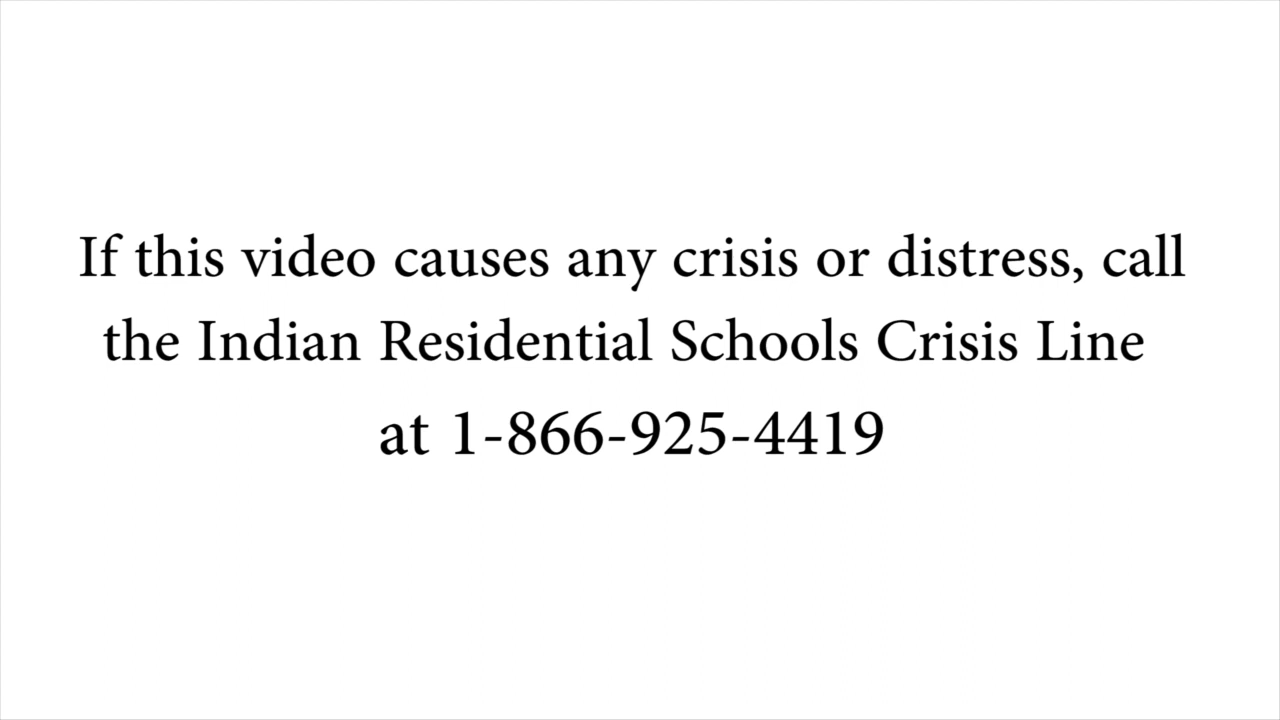 If this video causes any crisis or distress, call
the Indian Residential Schools Crisis Line
at 1-866-925-4419